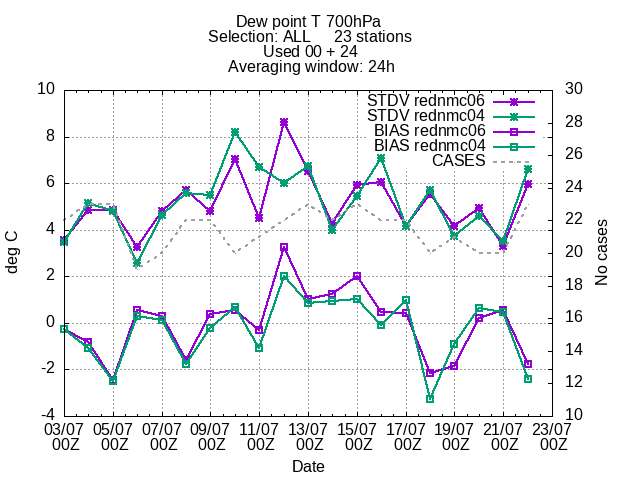 Dew point T 700hPa
Selection: ALL 23 stations
Used 00 + 24
Averaging window: 24h
STDV rednmc06
STDV rednmc04
BIAS rednmc06
BIAS rednmc04
CASES
deg C
10
8
6
4
2
0
-2
-4
No cases
30
28
26
24
22
20
18
16
14
12
10
03/07 05/07 07/07 09/07 11/07 13/07 15/07 17/07 19/07 21/07 23/07
00Z 00Z 00Z 00Z 00Z 00Z 00Z 00Z 00Z 00Z 00Z
Date